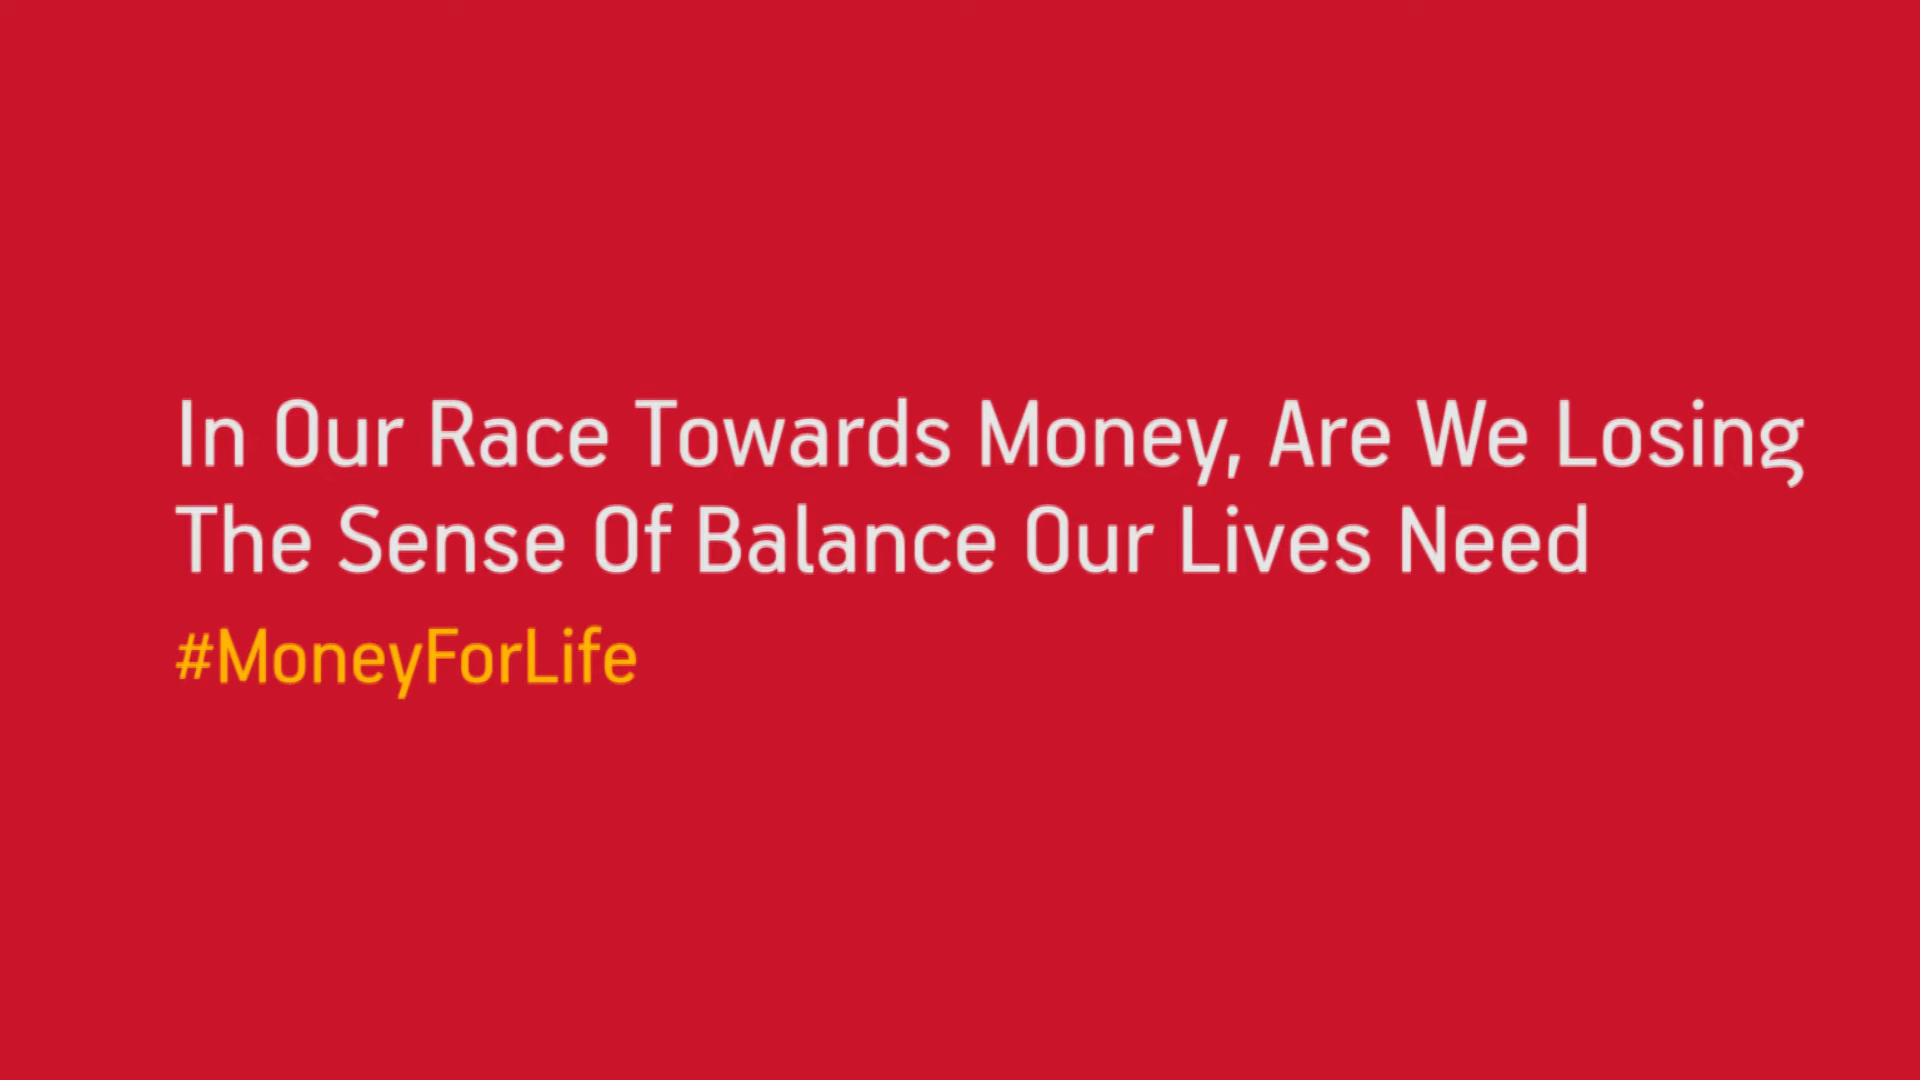 In Our Race Towards Money, Are We Losing
The Sense Of Balance Our Lives Need
#MoneyForLife